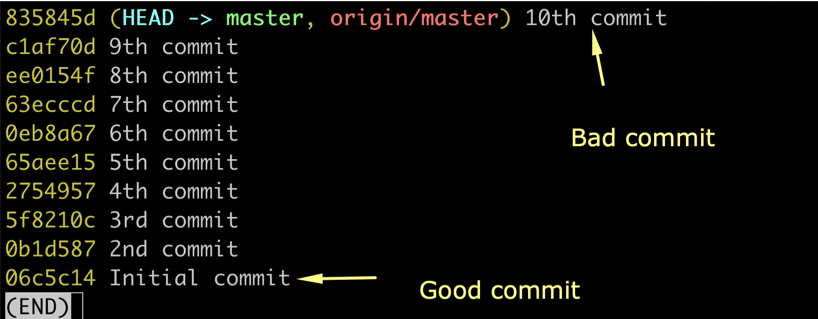 835845d (HEAD -> master, origin/master) 10th commit
c1af70d 9th commit
ee0154f 8th commit
63ecccd 7th commit
0eb8a67 6th commit
Bad commit
65aee15 5th commit
2754957 4th commit
5f8210c 3rd commit
0b1d587 2nd commit
06c5c14 Initial commit
Good commit
(END)